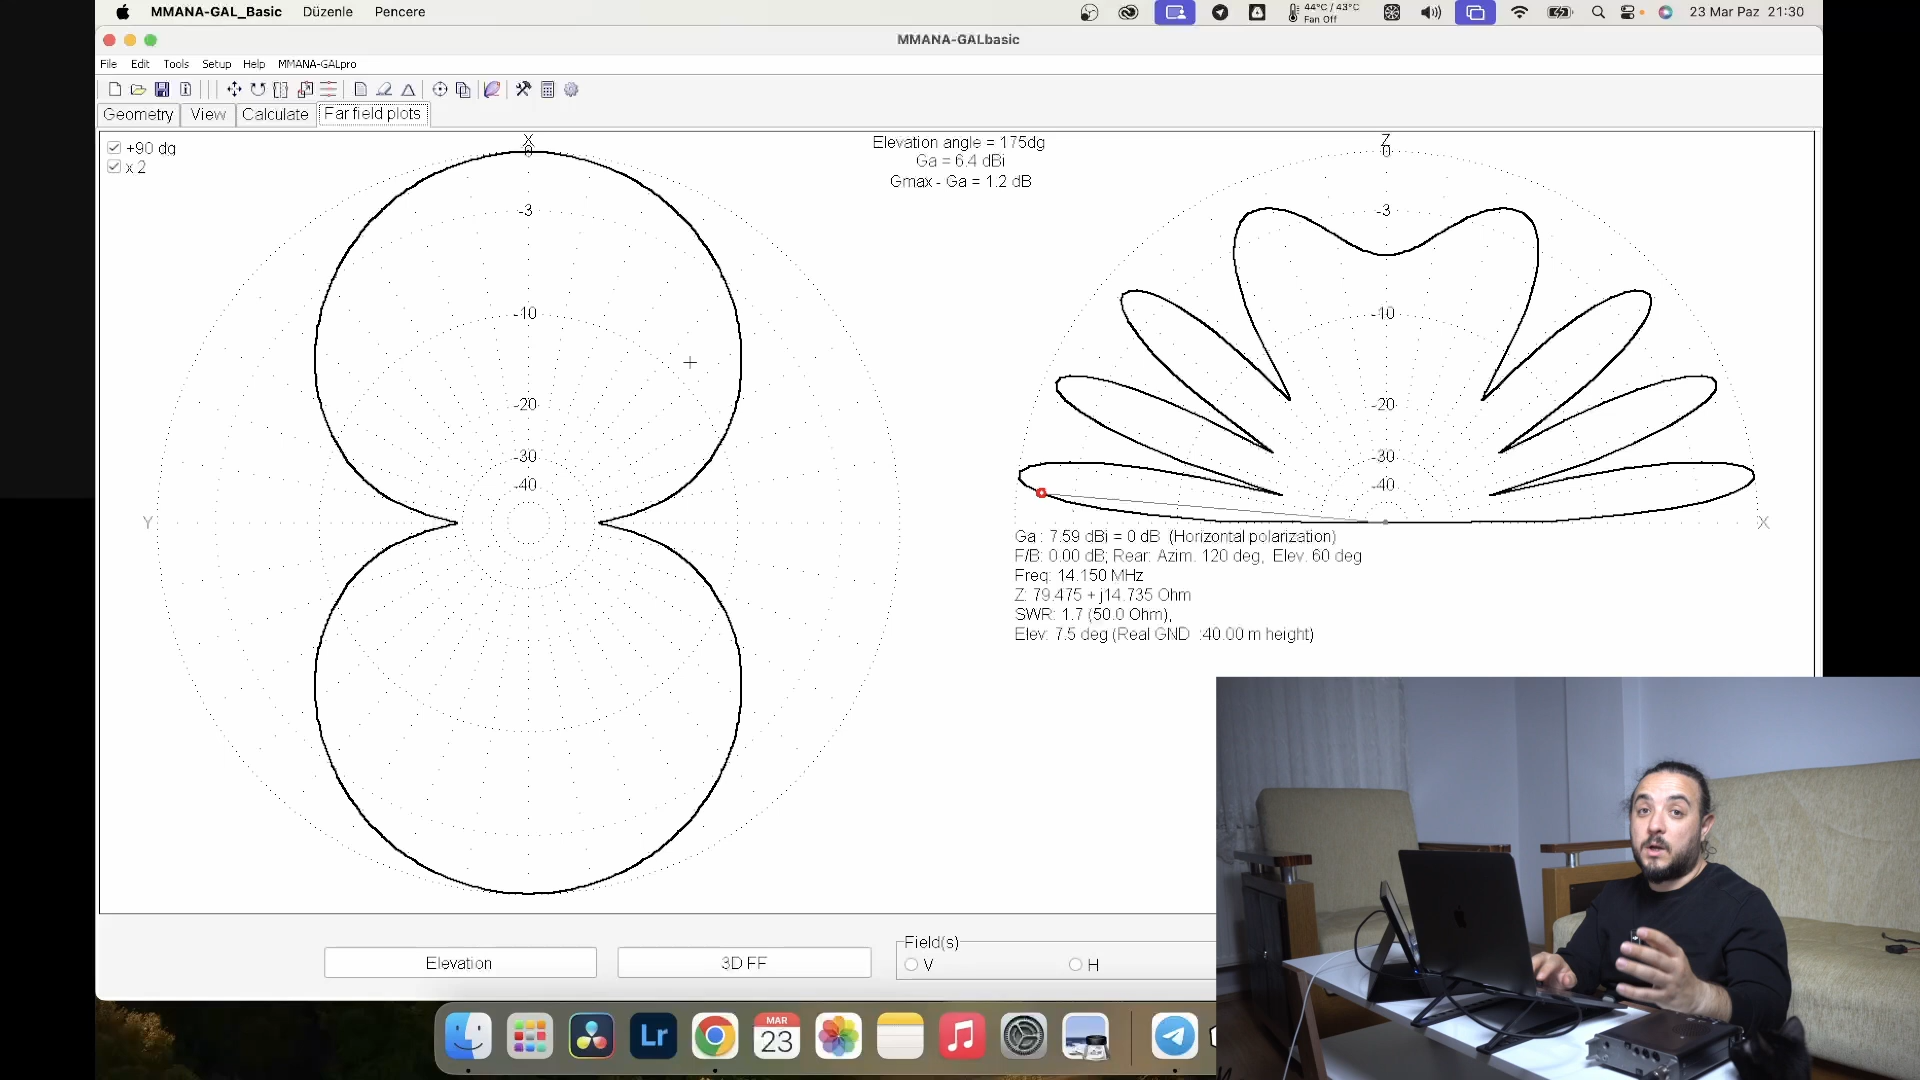 MMANA-GAL_Basic Düzenle Pencere
44°C / 43°C
Fan Off
23 Mar Paz 21:30
MMANA-GALbasic
File Edit Tools Setup Help MMANA-GALpro
Geometry View Calculate Far field plots
+90 dg
x 2
X
0
-3
-10
-20
-30
-40
Y
Elevation angle = 175dg
Ga = 6.4 dBi
Gmax - Ga = 1.2 dB
Z
0
-3
-10
-20
-30
-40
X
Ga : 7.59 dBi = 0 dB (Horizontal polarization)
F/B: 0.00 dB; Rear: Azim. 120 deg, Elev. 60 deg
Freq: 14.150 MHz
Z: 79.475 + j14.735 Ohm
SWR: 1.7 (50.0 Ohm),
Elev: 7.5 deg (Real GND :40.00 m height)
Elevation
3D FF
Field(s)
V
H
Lr
MAR
23